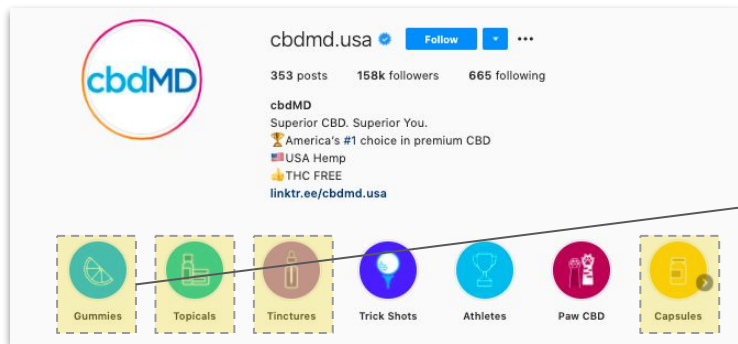 cbdMD
cbdmd.usa Follow
353 posts 158k followers 665 following
cbdMD
Superior CBD. Superior You.
🏆America's #1 choice in premium CBD
🇺🇸USA Hemp
👍THC FREE
linktr.ee/cbdmd.usa
Gummies Topicals Tinctures Trick Shots Athletes Paw CBD Capsules